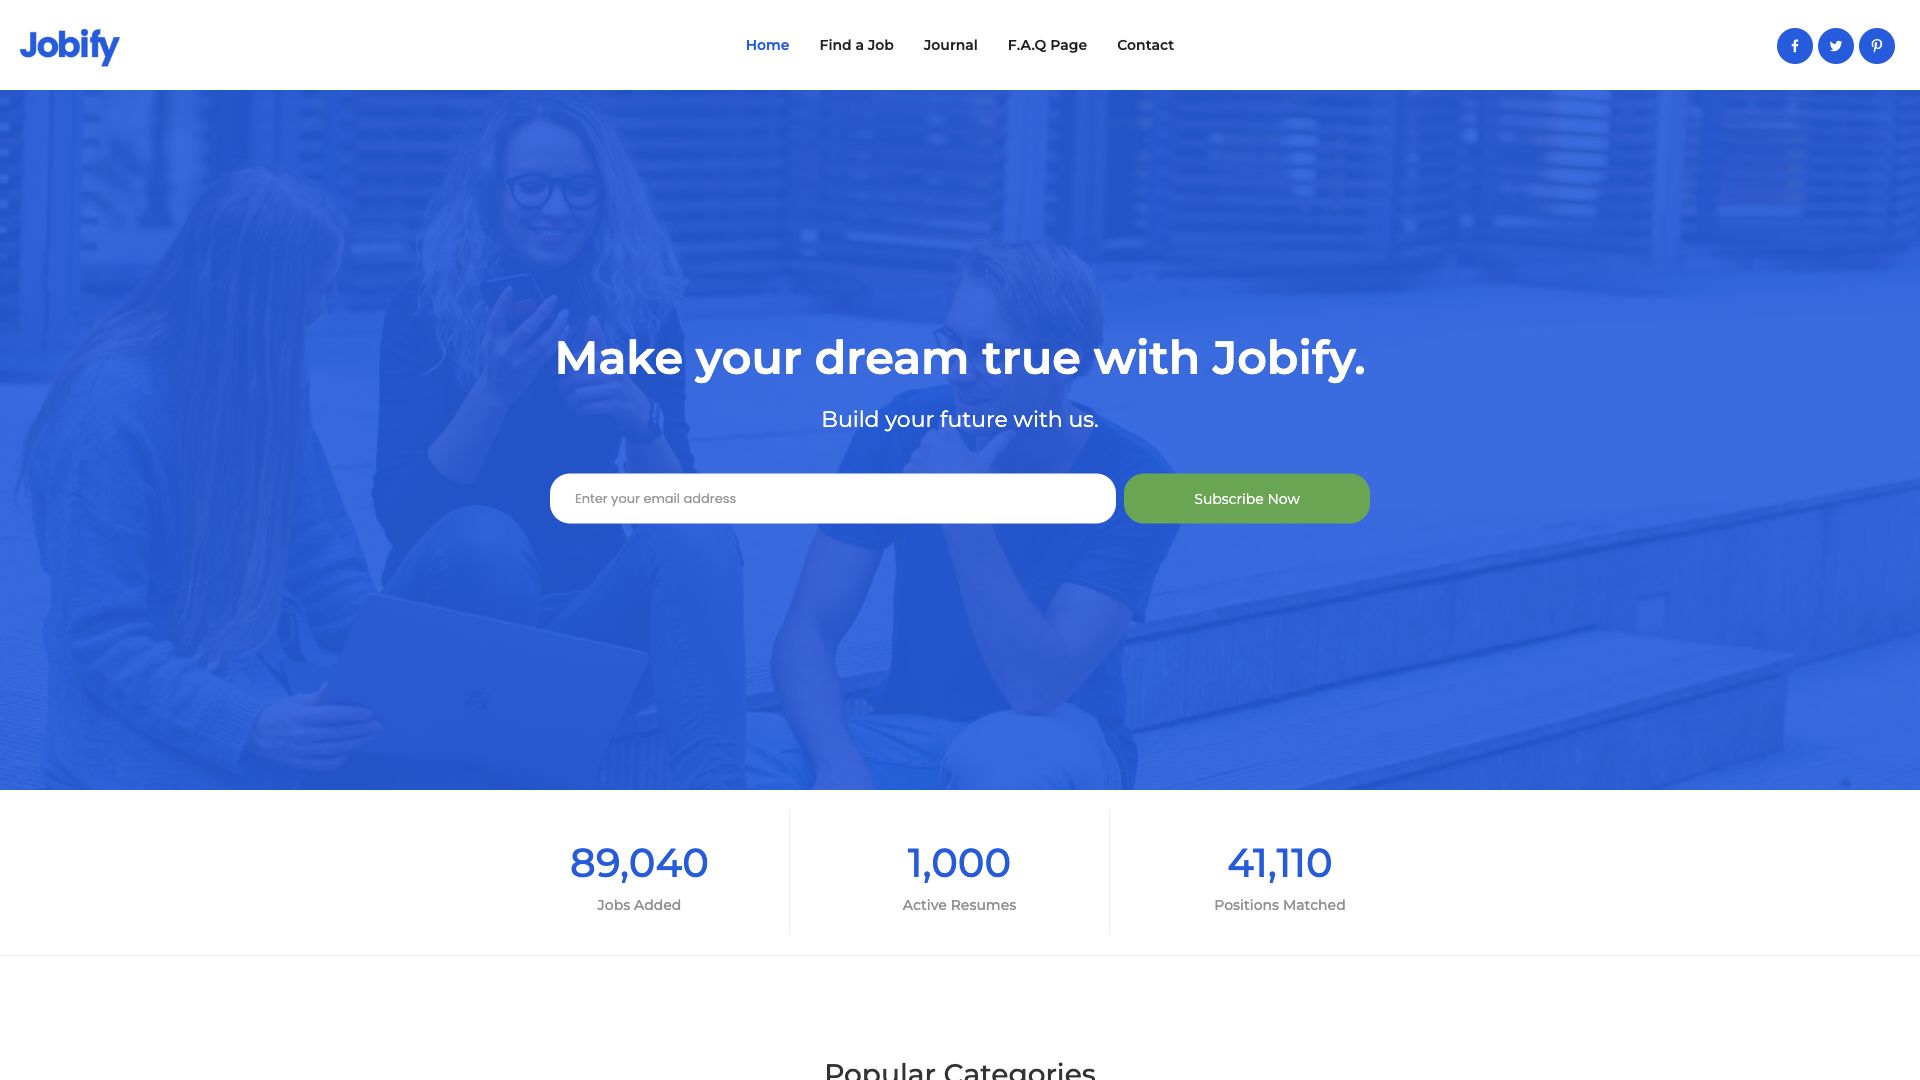 Jobify
Home
Find a Job
Journal
F.A.Q Page
Contact
Make your dream true with Jobify.
Build your future with us.
Enter your email address
Subscribe Now
89,040
Jobs Added
1,000
Active Resumes
41,110
Positions Matched
Popular Categories